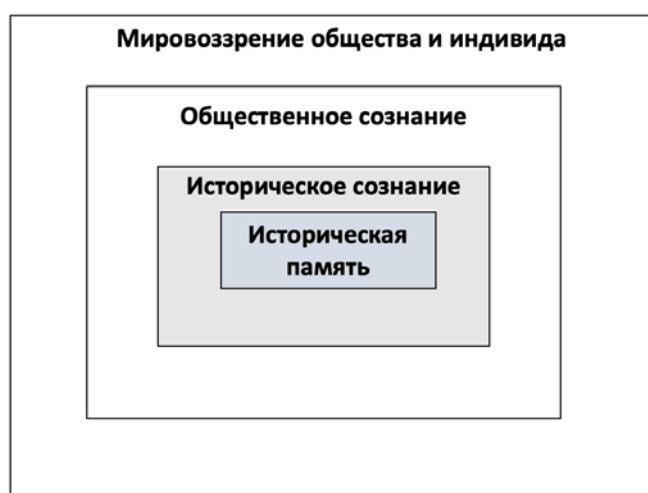 Мировоззрение общества и индивида
Общественное сознание
Историческое сознание
Историческая
память